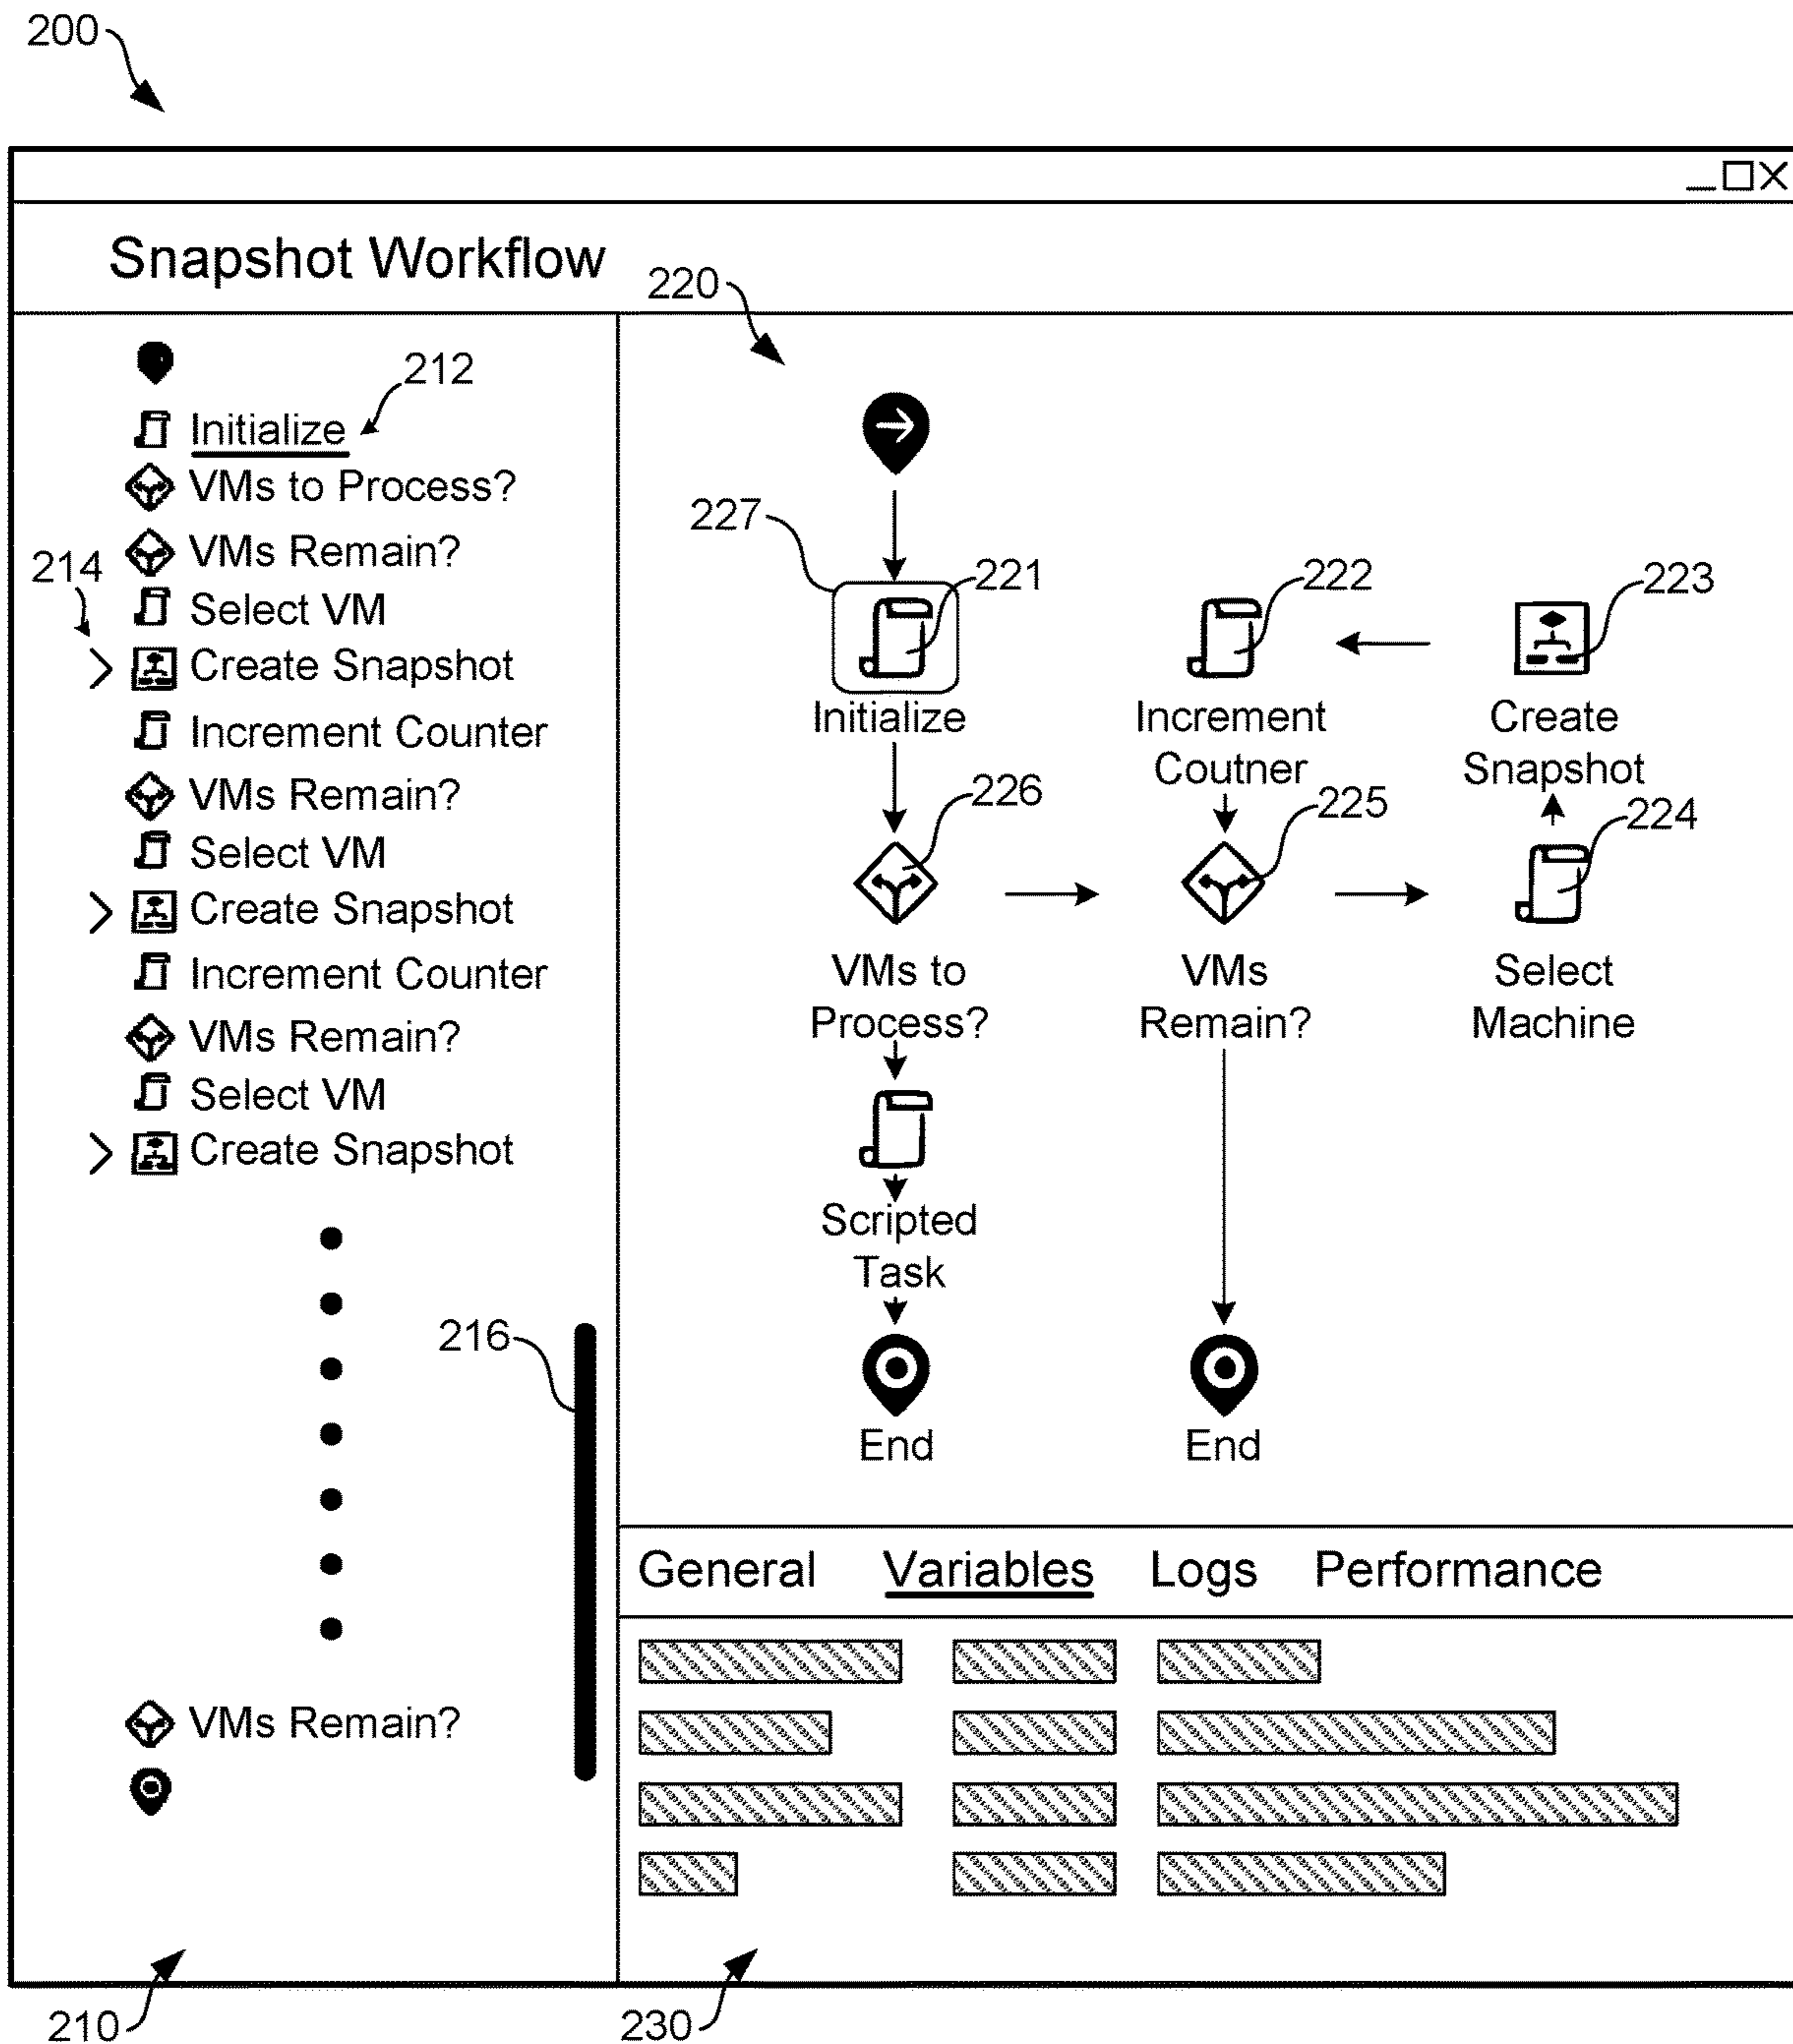 200
Snapshot Workflow
220
212
Initialize
VMs to Process?
VMs Remain?
214
Select VM
Create Snapshot
Increment Counter
VMs Remain?
Select VM
Create Snapshot
Increment Counter
VMs Remain?
Select VM
Create Snapshot
216
VMs Remain?
210
227
221
222
223
Initialize
Increment
Coutner
Create
Snapshot
226
225
224
VMs to
Process?
VMs
Remain?
Select
Machine
Scripted
Task
End
End
General Variables Logs Performance
230